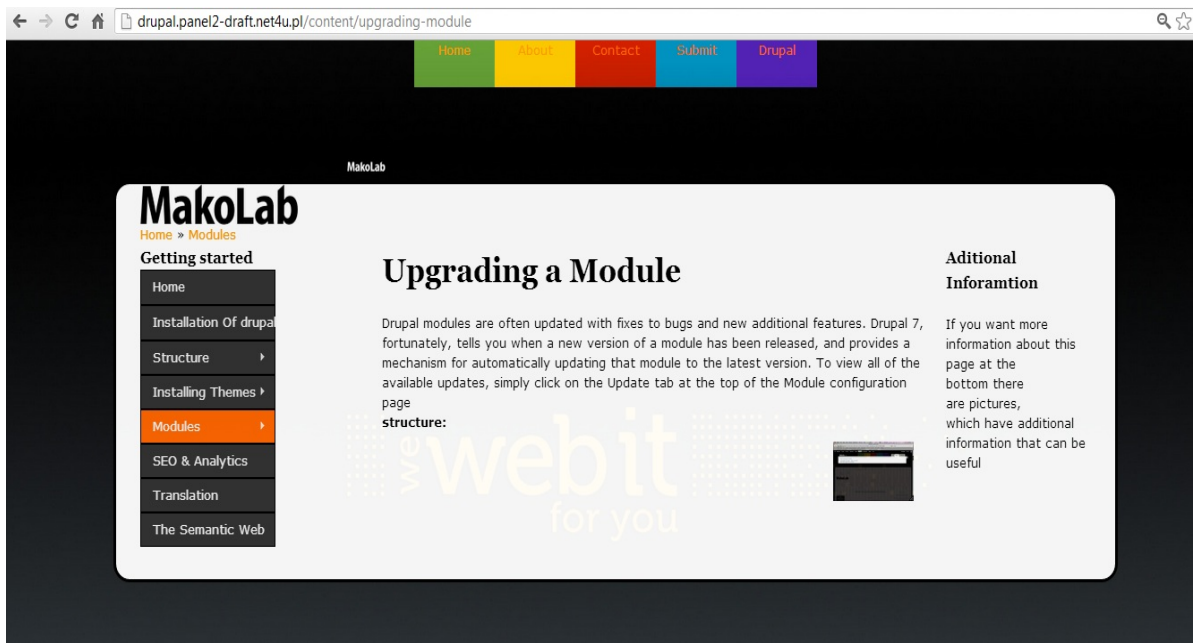 drupal.panel2-draft.net4u.pl/content/upgrading-module
Home About Contact Submit Drupal
MakoLab
MakoLab
Home » Modules
Getting started
Home
Installation Of drupal
Structure
Installing Themes
Modules
SEO & Analytics
Translation
The Semantic Web
Upgrading a Module
Drupal modules are often updated with fixes to bugs and new additional features. Drupal 7,
fortunately, tells you when a new version of a module has been released, and provides a
mechanism for automatically updating that module to the latest version. To view all of the
available updates, simply click on the Update tab at the top of the Module configuration
page
structure:
we web it
for you
Aditional
Inforamtion
If you want more
information about this
page at the
bottom there
are pictures,
which have additional
information that can be
useful